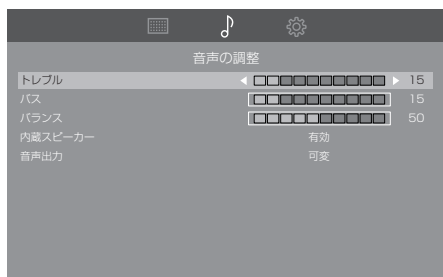 音声の調整
トレブル 15
バス 15
バランス 50
内蔵スピーカー 有効
音声出力 可変